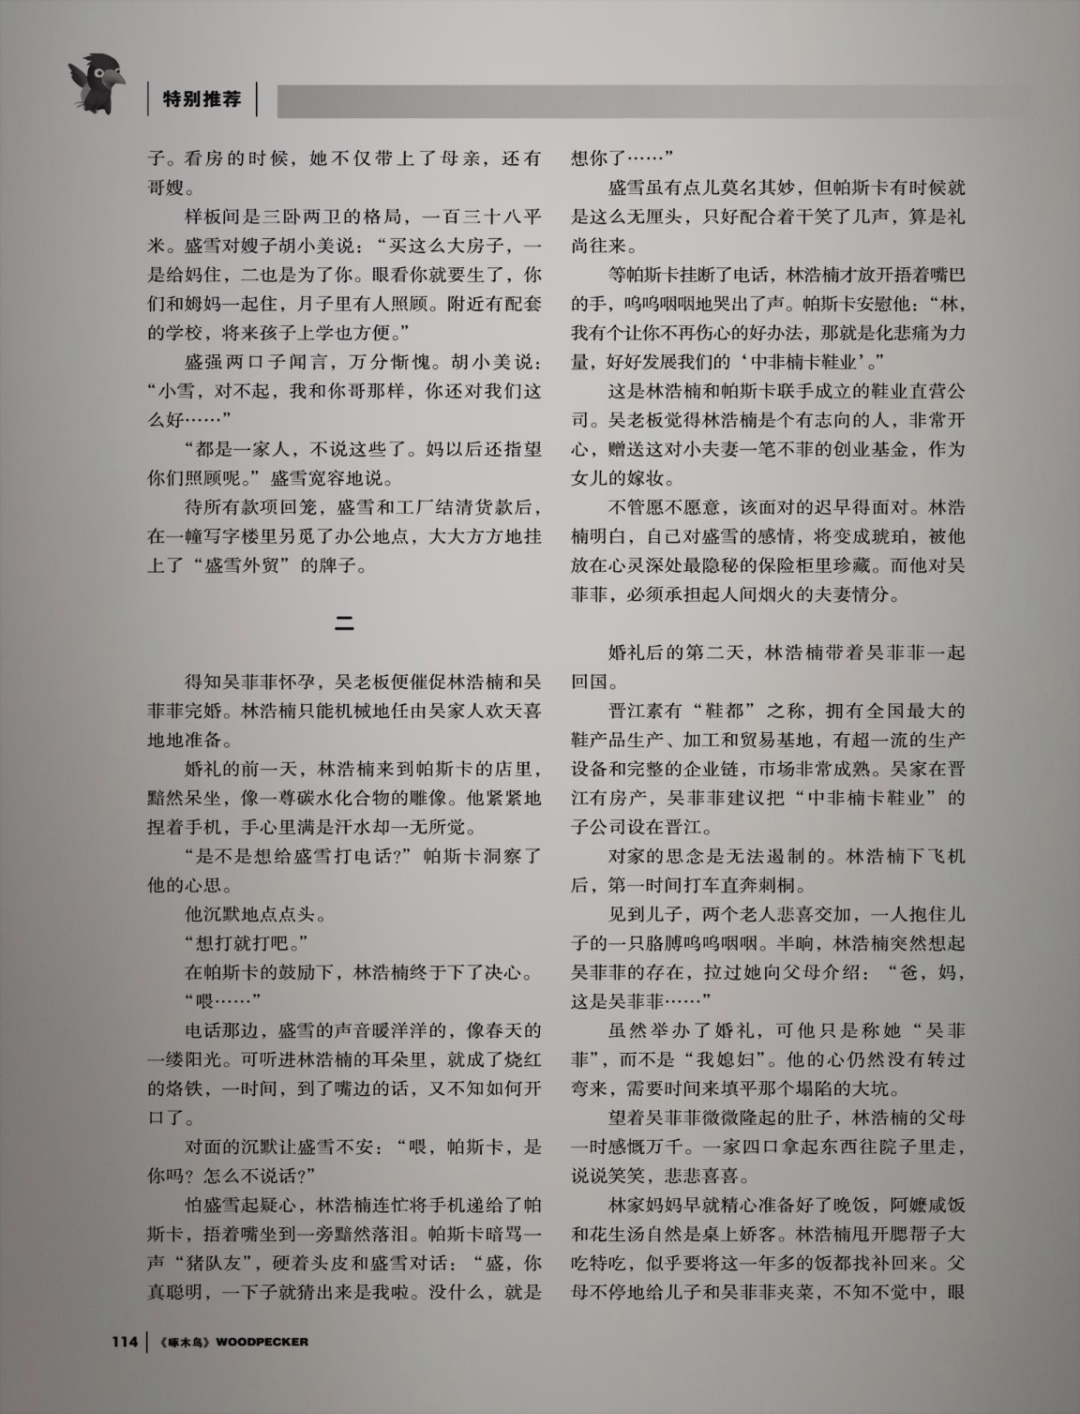 特别推荐
子。看房的时候，她不仅带上了母亲，还有
哥嫂。
样板间是三卧两卫的格局，一百三十八平
米。盛雪对嫂子胡小美说：“买这么大房子，一
是给妈住，二也是为了你。眼看你就要生了，你
们和姆妈一起住，月子里有人照顾。附近有配套
的学校，将来孩子上学也方便。”
盛强两口子闻言，万分惭愧。胡小美说：
“小雪，对不起，我和你哥那样，你还对我们这
么好……”
“都是一家人，不说这些了。妈以后还指望
你们照顾呢。”盛雪宽容地说。
待所有款项回笼，盛雪和工厂结清货款后，
在一幢写字楼里另觅了办公地点，大大方方地挂
上了“盛雪外贸”的牌子。
二
得知吴菲菲怀孕，吴老板便催促林浩楠和吴
菲菲完婚。林浩楠只能机械地任由吴家人欢天喜
地地准备。
婚礼的前一天，林浩楠来到帕斯卡的店里，
黯然呆坐，像一尊碳水化合物的雕像。他紧紧地
捏着手机，手心里满是汗水却一无所觉。
“是不是想给盛雪打电话？”帕斯卡洞察了
他的心思。
他沉默地点点头。
“想打就打吧。”
在帕斯卡的鼓励下，林浩楠终于下了决心。
“喂……”
电话那边，盛雪的声音暖洋洋的，像春天的
一缕阳光。可听进林浩楠的耳朵里，就成了烧红
的烙铁，一时间，到了嘴边的话，又不知如何开
口了。
对面的沉默让盛雪不安：“喂，帕斯卡，是
你吗？怎么不说话？”
怕盛雪起疑心，林浩楠连忙将手机递给了帕
斯卡，捂着嘴坐到一旁黯然落泪。帕斯卡暗骂一
声“猪队友”，硬着头皮和盛雪对话：“盛，你
真聪明，一下子就猜出来是我啦。没什么，就是
想你了……”
盛雪虽有点儿莫名其妙，但帕斯卡有时候就
是这么无厘头，只好配合着干笑了几声，算是礼
尚往来。
等帕斯卡挂断了电话，林浩楠才放开捂着嘴巴
的手，呜呜咽咽地哭出了声。帕斯卡安慰他：“林，
我有个让你不再伤心的好办法，那就是化悲痛为力
量，好好发展我们的‘中非楠卡鞋业’。”
这是林浩楠和帕斯卡联手成立的鞋业直营公
司。吴老板觉得林浩楠是个有志向的人，非常开
心，赠送这对小夫妻一笔不菲的创业基金，作为
女儿的嫁妆。
不管愿不愿意，该面对的迟早得面对。林浩
楠明白，自己对盛雪的感情，将变成琥珀，被他
放在心灵深处最隐秘的保险柜里珍藏。而他对吴
菲菲，必须承担起人间烟火的夫妻情分。
婚礼后的第二天，林浩楠带着吴菲菲一起
回国。
晋江素有“鞋都”之称，拥有全国最大的
鞋产品生产、加工和贸易基地，有超一流的生产
设备和完整的企业链，市场非常成熟。吴家在晋
江有房产，吴菲菲建议把“中非楠卡鞋业”的
子公司设在晋江。
对家的思念是无法遏制的。林浩楠下飞机
后，第一时间打车直奔刺桐。
见到儿子，两个老人悲喜交加，一人抱住儿
子的一只胳膊呜呜咽咽。半晌，林浩楠突然想起
吴菲菲的存在，拉过她向父母介绍：“爸，妈，
这是吴菲菲……”
虽然举办了婚礼，可他只是称她“吴菲
菲”，而不是“我媳妇”。他的心仍然没有转过
弯来，需要时间来填平那个塌陷的大坑。
望着吴菲菲微微隆起的肚子，林浩楠的父母
一时感慨万千。一家四口拿起东西往院子里走，
说说笑笑，悲悲喜喜。
林家妈妈早就精心准备好了晚饭，阿嬷咸饭
和花生汤自然是桌上娇客。林浩楠甩开腮帮子大
吃特吃，似乎要将这一年多的饭都找补回来。父
母不停地给儿子和吴菲菲夹菜，不知不觉中，眼
114 《啄木鸟》WOODPECKER